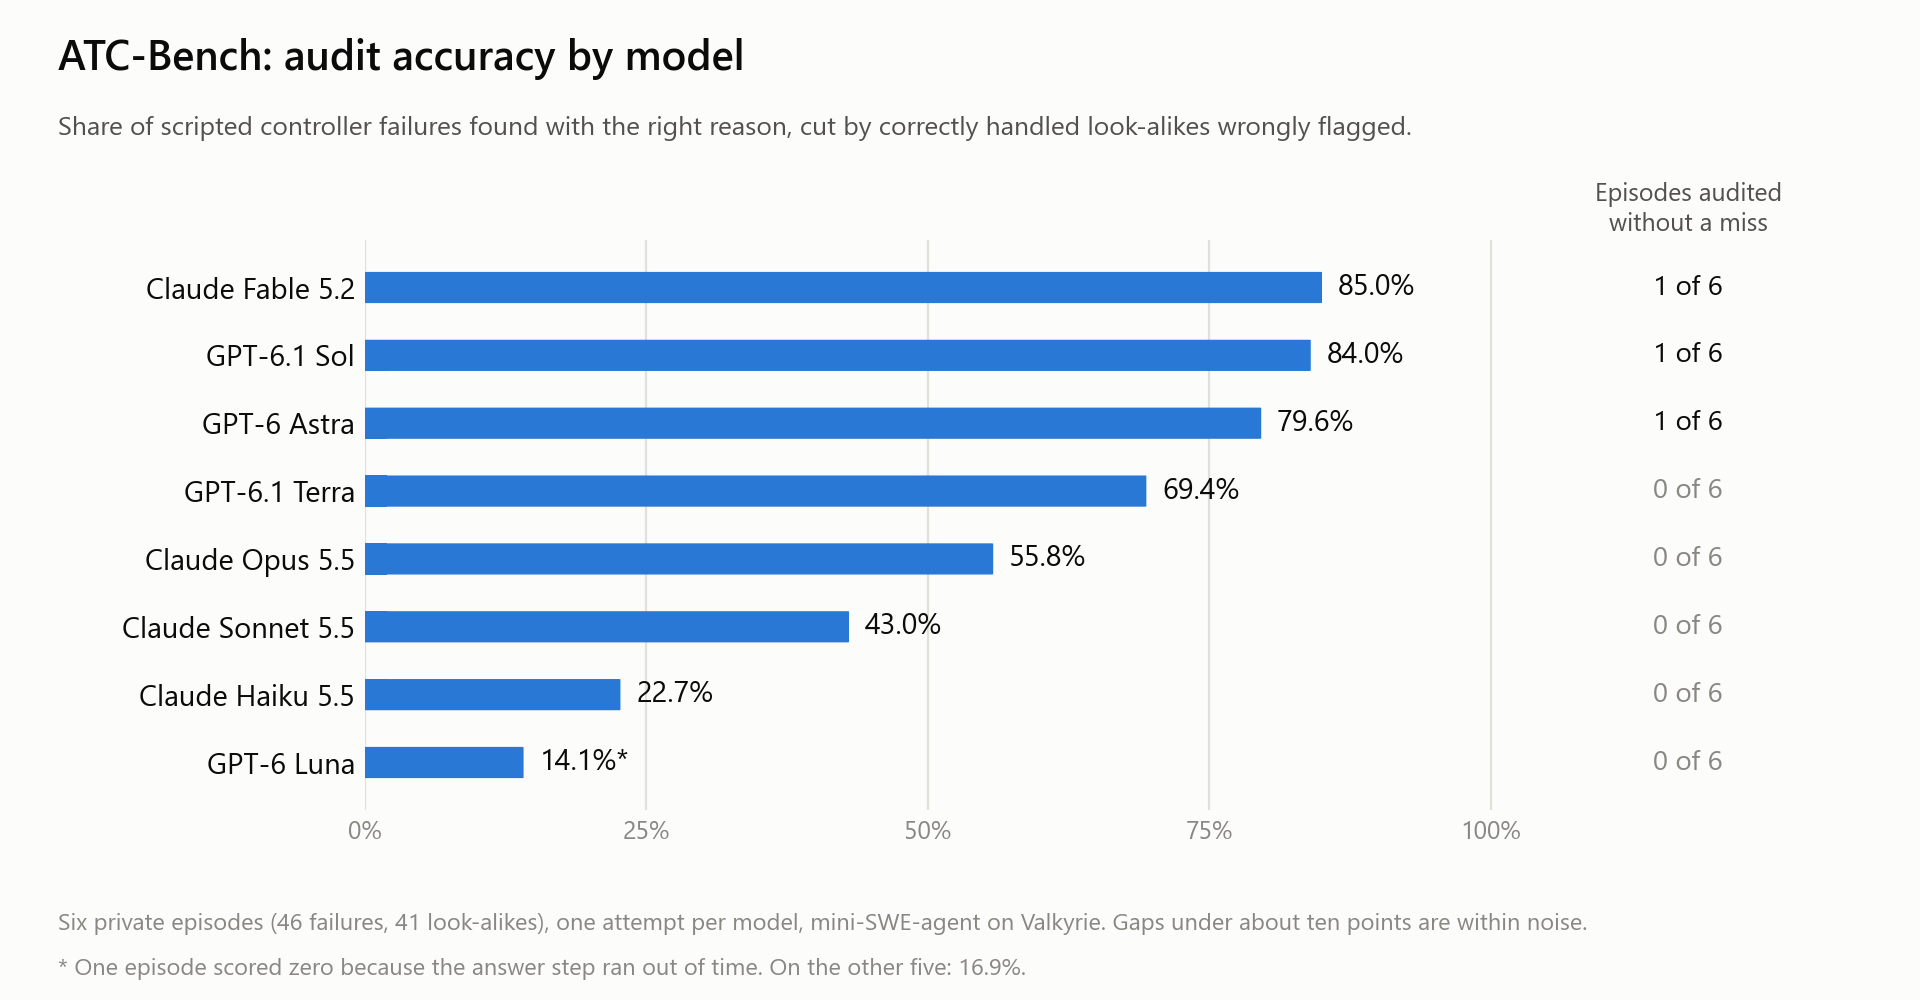 ATC-Bench: audit accuracy by model
Share of scripted controller failures found with the right reason, cut by correctly handled look-alikes wrongly flagged.
Episodes audited
without a miss
Claude Fable 5.2 85.0% 1 of 6
GPT-6.1 Sol 84.0% 1 of 6
GPT-6 Astra 79.6% 1 of 6
GPT-6.1 Terra 69.4% 0 of 6
Claude Opus 5.5 55.8% 0 of 6
Claude Sonnet 5.5 43.0% 0 of 6
Claude Haiku 5.5 22.7% 0 of 6
GPT-6 Luna 14.1%* 0 of 6
0% 25% 50% 75% 100%
Six private episodes (46 failures, 41 look-alikes), one attempt per model, mini-SWE-agent on Valkyrie. Gaps under about ten points are within noise.
* One episode scored zero because the answer step ran out of time. On the other five: 16.9%.